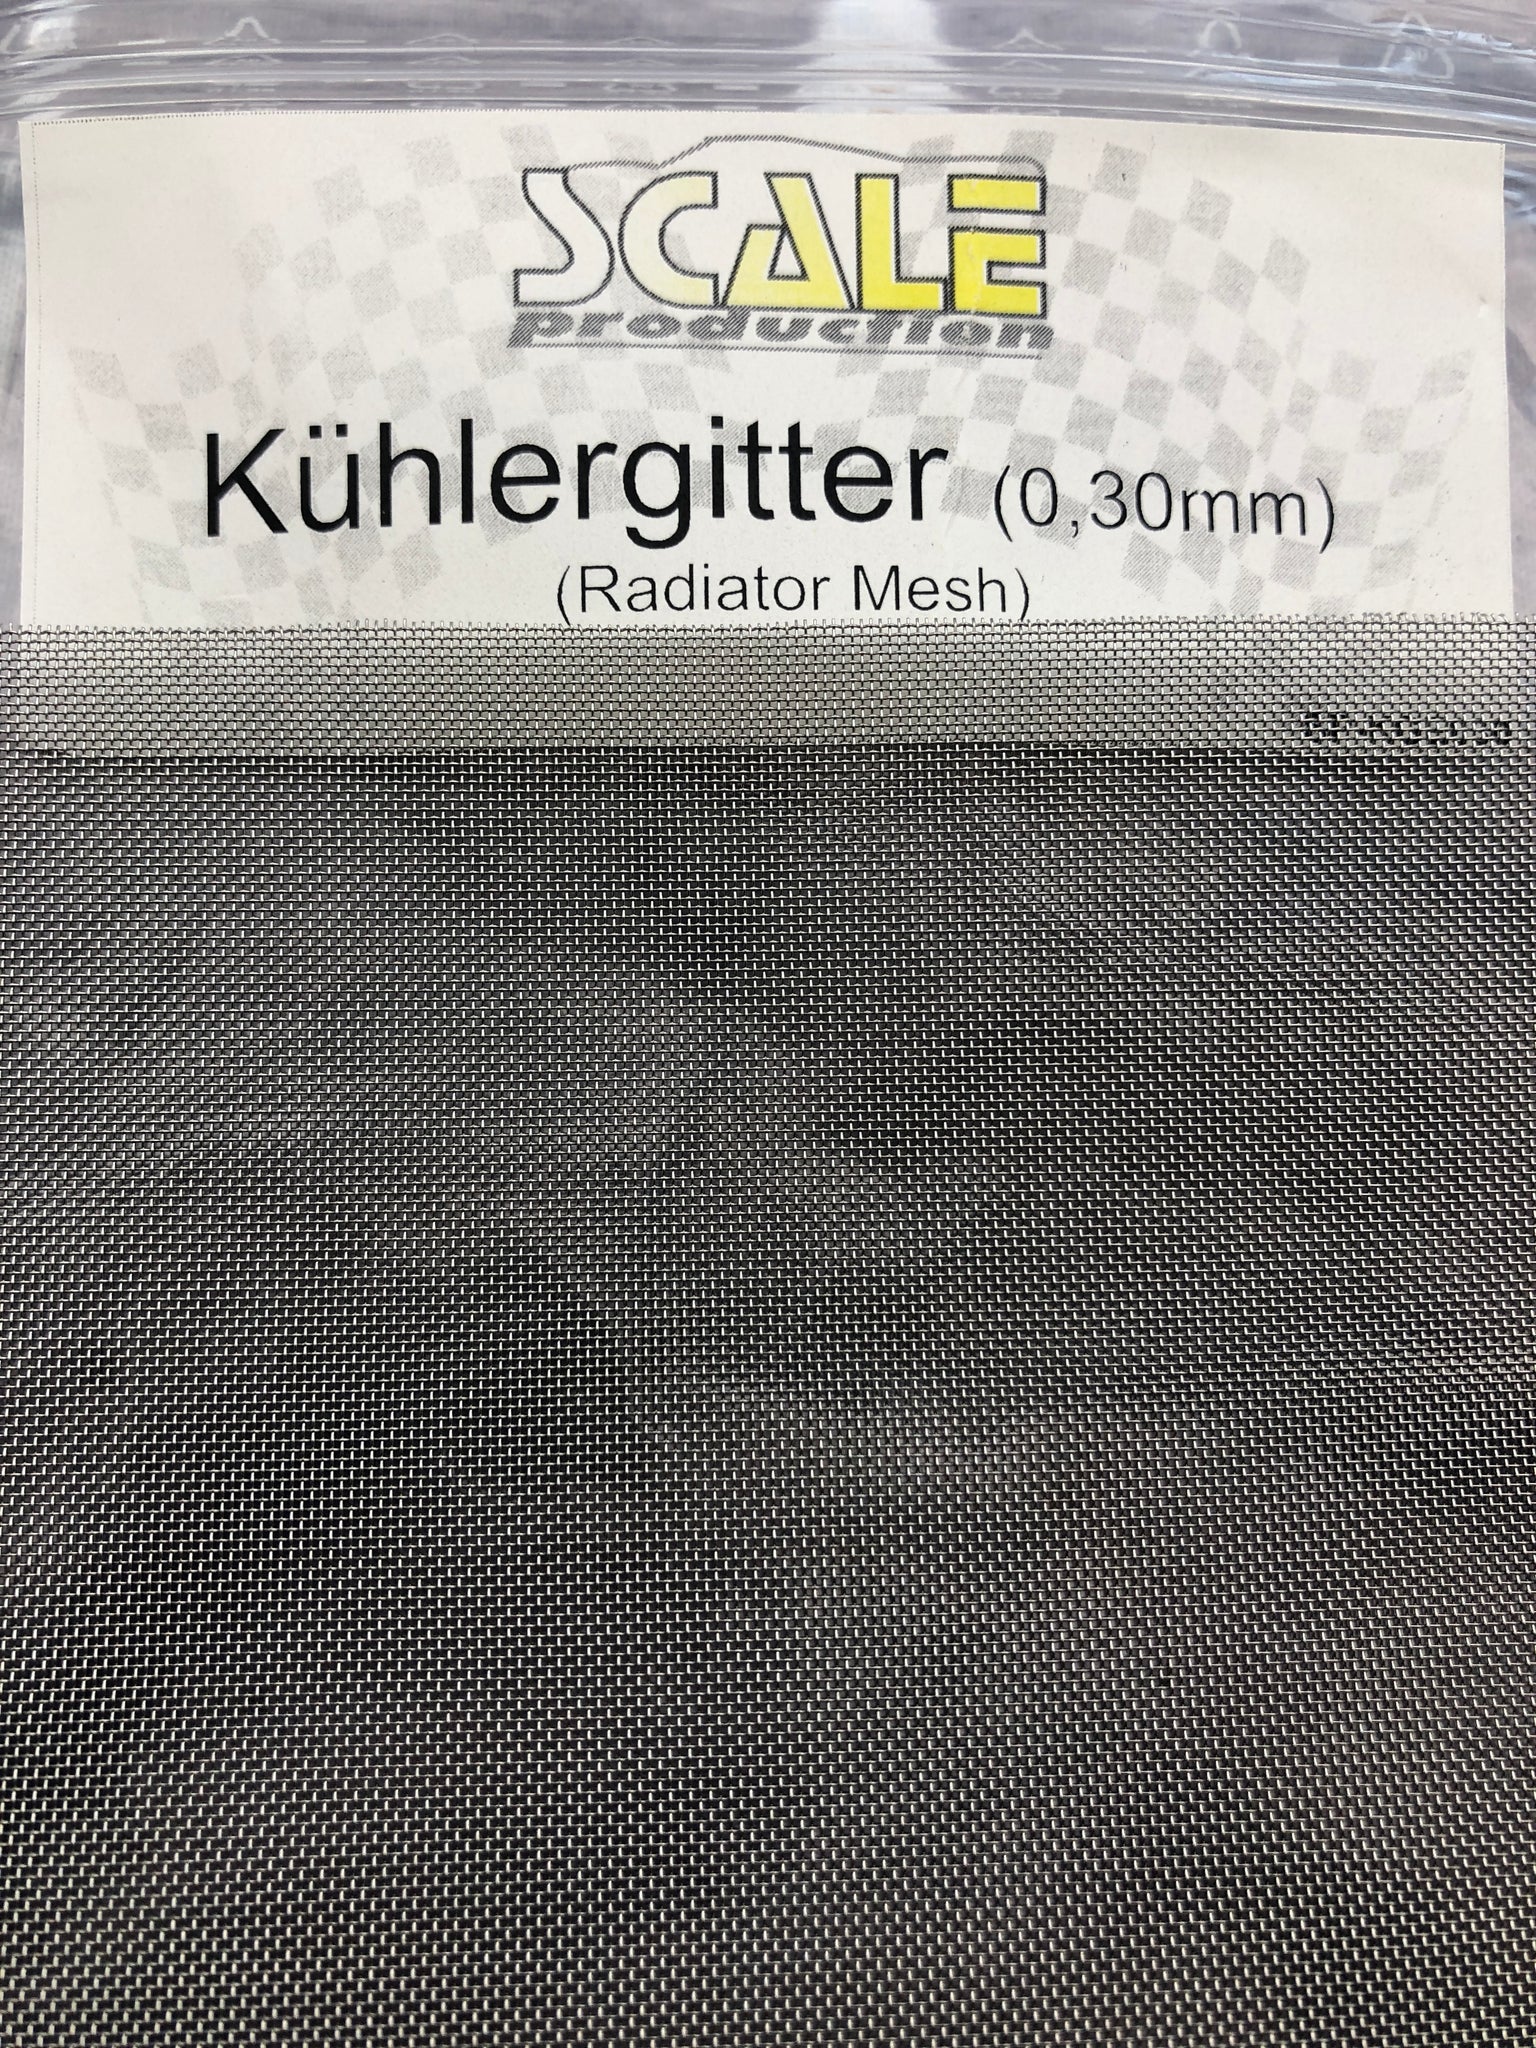 SCALE
production
Kühlergitter (0,30mm)
(Radiator Mesh)